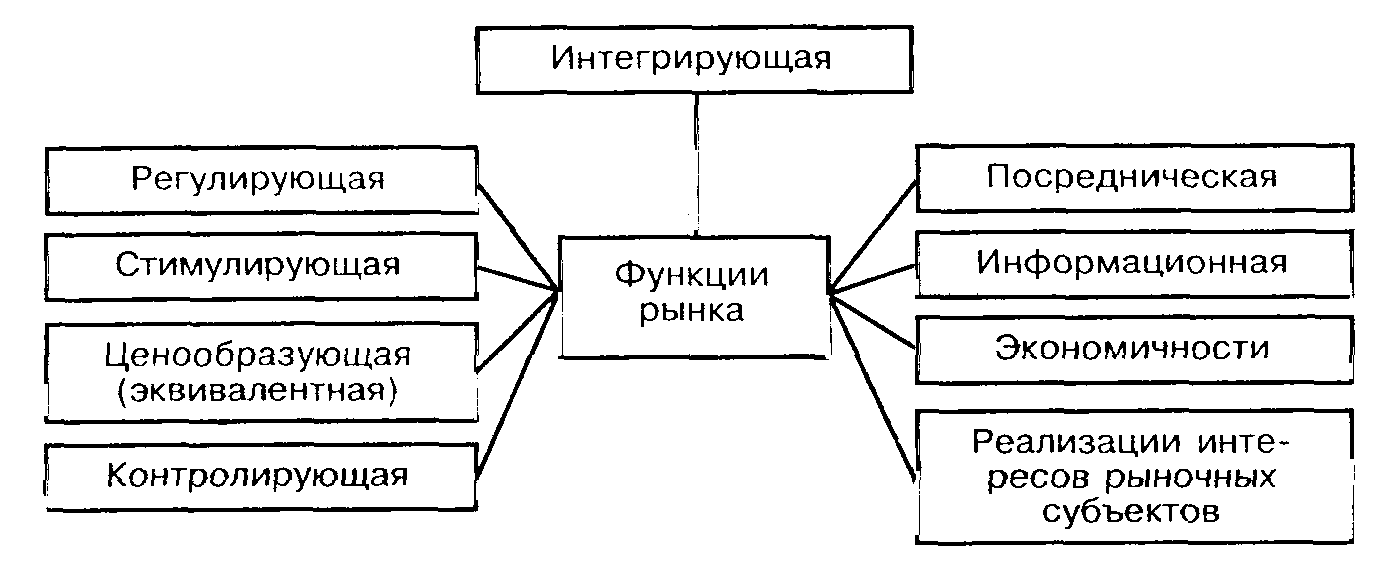 Интегрирующая
Регулирующая
Стимулирующая
Ценообразующая
(эквивалентная)
Контролирующая
Функции
рынка
Посредническая
Информационная
Экономичности
Реализации инте-
ресов рыночных
субъектов